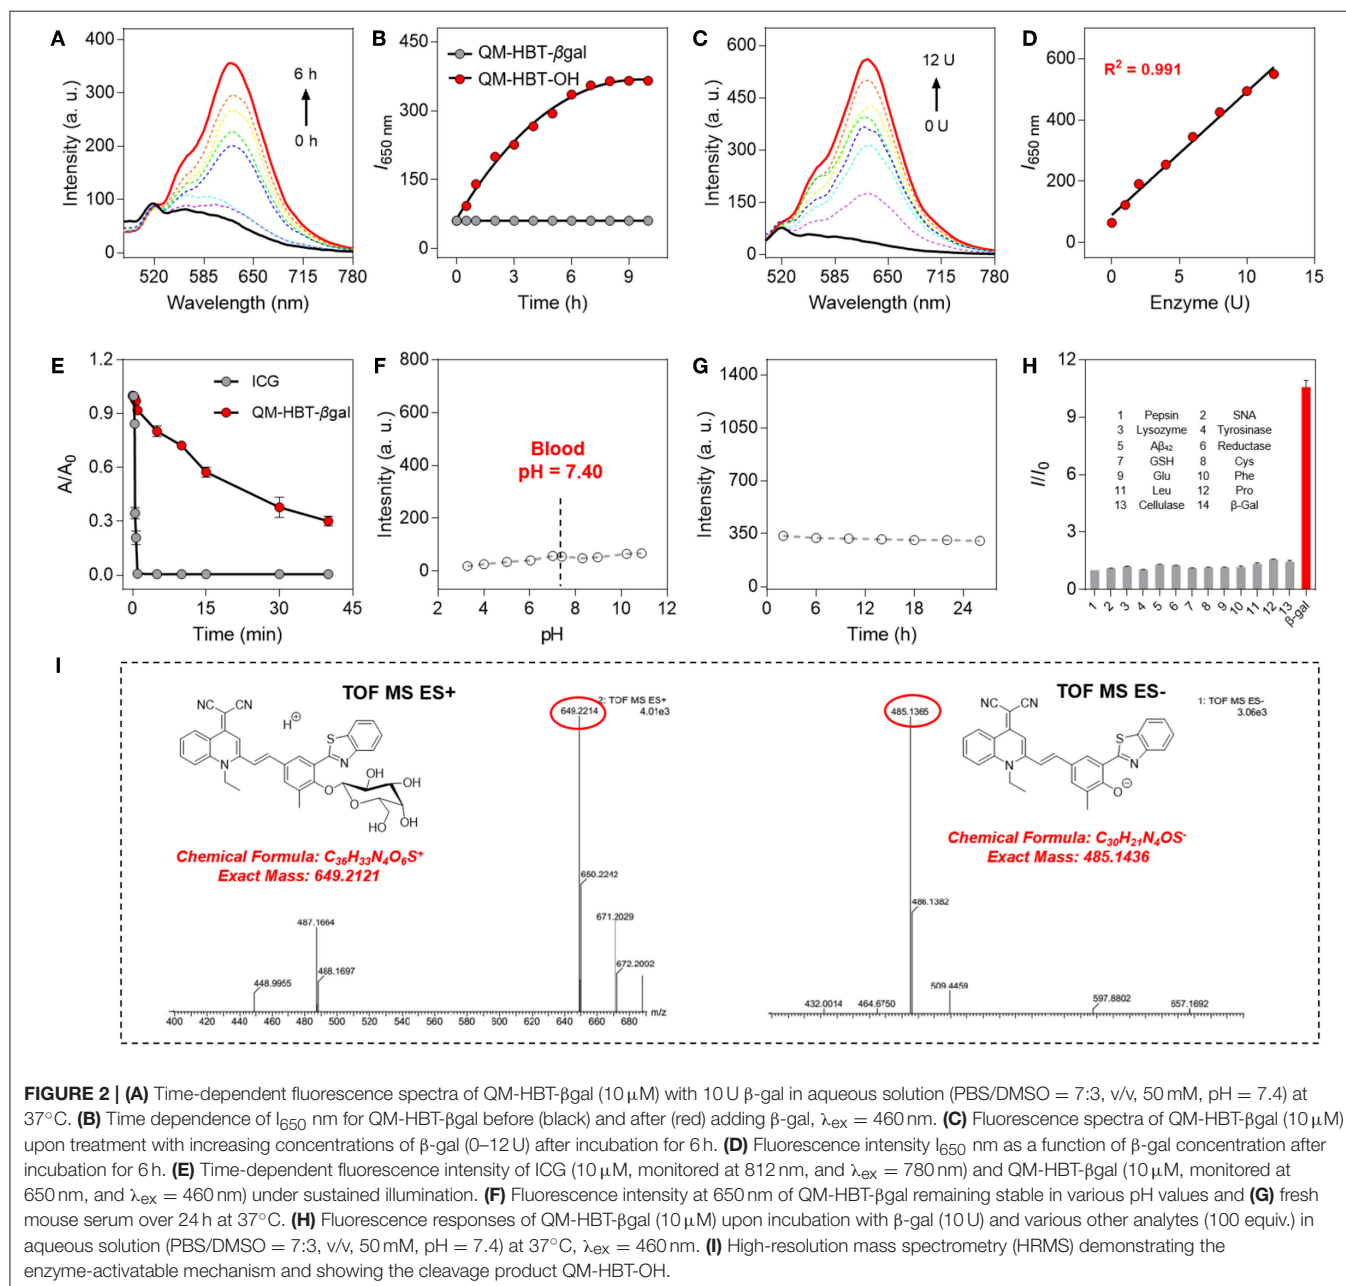 A
400
300
200
100
0
Intensity (a. u.)
6 h
0 h
520 585 650 715 780
Wavelength (nm)
B
450
300
150
0
I650 nm
QM-HBT-βgal
QM-HBT-OH
0 3 6 9
Time (h)
C
600
450
300
150
0
Intensity (a. u.)
12 U
0 U
520 585 650 715 780
Wavelength (nm)
D
600
400
200
0
I650 nm
R² = 0.991
0 5 10 15
Enzyme (U)
E
1.2
0.9
0.6
0.3
0.0
A/A0
ICG
QM-HBT-βgal
0 15 30 45
Time (min)
F
800
600
400
200
0
Intesnity (a. u.)
Blood
pH = 7.40
2 4 6 8 10 12
pH
G
1400
1050
700
350
0
Intensity (a. u.)
0 6 12 18 24
Time (h)
H
12
9
6
3
0
I/I0
1 Pepsin 2 SNA
3 Lysozyme 4 Tyrosinase
5 Aβ42 6 Reductase
7 GSH 8 Cys
9 Glu 10 Phe
11 Leu 12 Pro
13 Cellulase 14 β-Gal
1 2 3 4 5 6 7 8 9 10 11 12 13 β-gal
I
TOF MS ES+
NC CN
H⊕
S
N
N
O
O
OH
OH
HO
OH
Chemical Formula: C36H33N4O6S+
Exact Mass: 649.2121
2: TOF MS ES+
4.01e3
649.2214
650.2242
671.2029
672.2002
487.1664
488.1697
448.9955
400 420 440 460 480 500 520 540 560 580 600 620 640 660 680 m/z
TOF MS ES-
1: TOF MS ES-
3.06e3
485.1365
486.1382
509.4459
432.0014
464.6750
597.8802
657.1692
NC CN
S
N
N
O⊖
Chemical Formula: C30H21N4OS-
Exact Mass: 485.1436
FIGURE 2 | (A) Time-dependent fluorescence spectra of QM-HBT-βgal (10 μM) with 10 U β-gal in aqueous solution (PBS/DMSO = 7:3, v/v, 50 mM, pH = 7.4) at
37°C. (B) Time dependence of I650 nm for QM-HBT-βgal before (black) and after (red) adding β-gal, λex = 460 nm. (C) Fluorescence spectra of QM-HBT-βgal (10 μM)
upon treatment with increasing concentrations of β-gal (0–12 U) after incubation for 6 h. (D) Fluorescence intensity I650 nm as a function of β-gal concentration after
incubation for 6 h. (E) Time-dependent fluorescence intensity of ICG (10 μM, monitored at 812 nm, and λex = 780 nm) and QM-HBT-βgal (10 μM, monitored at
650 nm, and λex = 460 nm) under sustained illumination. (F) Fluorescence intensity at 650 nm of QM-HBT-βgal remaining stable in various pH values and (G) fresh
mouse serum over 24 h at 37°C. (H) Fluorescence responses of QM-HBT-βgal (10 μM) upon incubation with β-gal (10 U) and various other analytes (100 equiv.) in
aqueous solution (PBS/DMSO = 7:3, v/v, 50 mM, pH = 7.4) at 37°C, λex = 460 nm. (I) High-resolution mass spectrometry (HRMS) demonstrating the
enzyme-activatable mechanism and showing the cleavage product QM-HBT-OH.